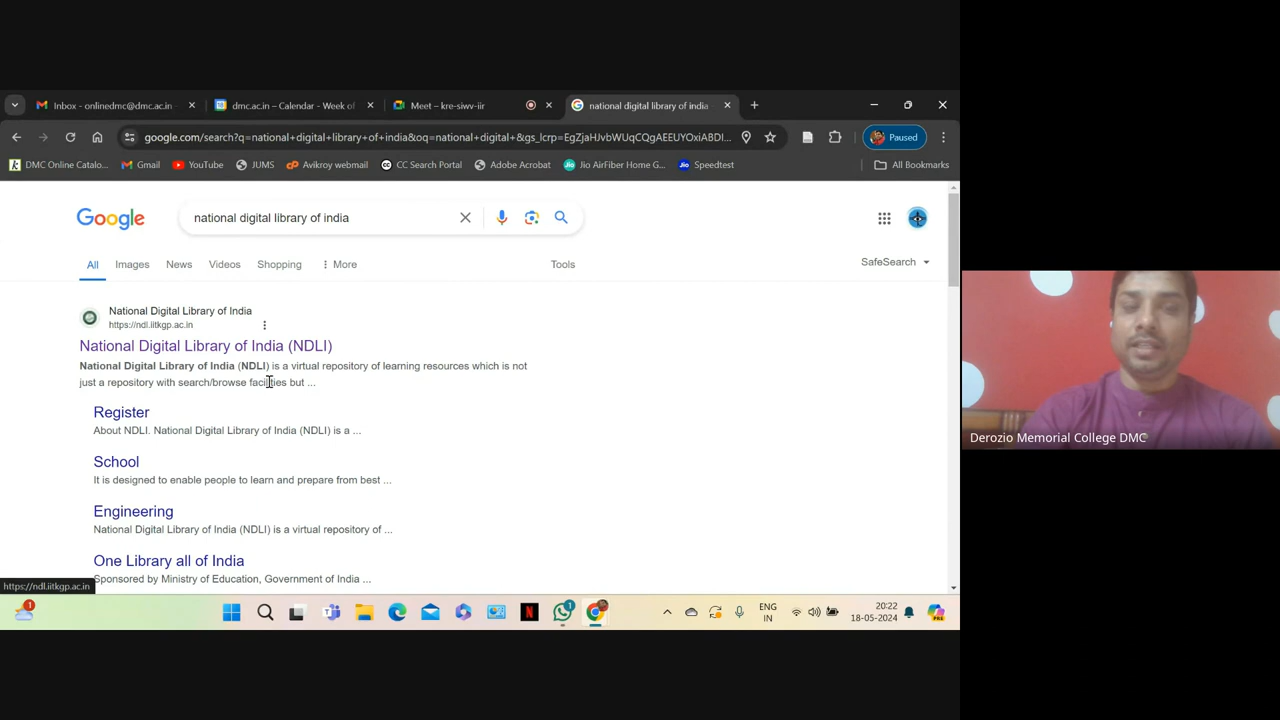 Inbox - onlinedmc@dmc.ac.in
dmc.ac.in – Calendar - Week of
Meet – kre-siwv-iir
national digital library of india
google.com/search?q=national+digital+library+of+india&oq=national+digital+&gs_lcrp=EgZjaHJvbWUqCQgAEEUYOxiABDI...
Paused
DMC Online Catalo...
Gmail
YouTube
JUMS
Avikroy webmail
CC Search Portal
Adobe Acrobat
Jio AirFiber Home G...
Jio
Speedtest
All Bookmarks
Google
national digital library of india
All
Images
News
Videos
Shopping
More
Tools
SafeSearch
National Digital Library of India
https://ndl.iitkgp.ac.in
National Digital Library of India (NDLI)
National Digital Library of India (NDLI) is a virtual repository of learning resources which is not
just a repository with search/browse facilities but ...
Register
About NDLI. National Digital Library of India (NDLI) is a ...
School
It is designed to enable people to learn and prepare from best ...
Engineering
National Digital Library of India (NDLI) is a virtual repository of ...
One Library all of India
Sponsored by Ministry of Education, Government of India ...
https://ndl.iitkgp.ac.in
Derozio Memorial College DMC
1
N
1
ENG
IN
20:22
18-05-2024
PRE